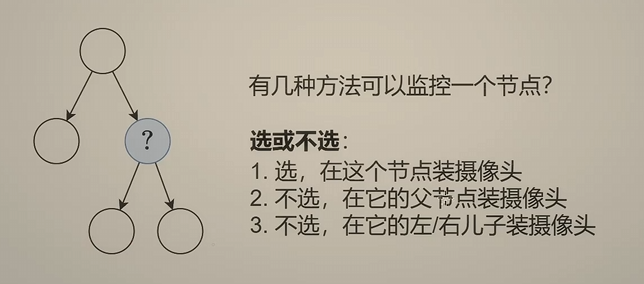 有几种方法可以监控一个节点？
?
选或不选：
1. 选，在这个节点装摄像头
2. 不选，在它的父节点装摄像头
3. 不选，在它的左/右儿子装摄像头